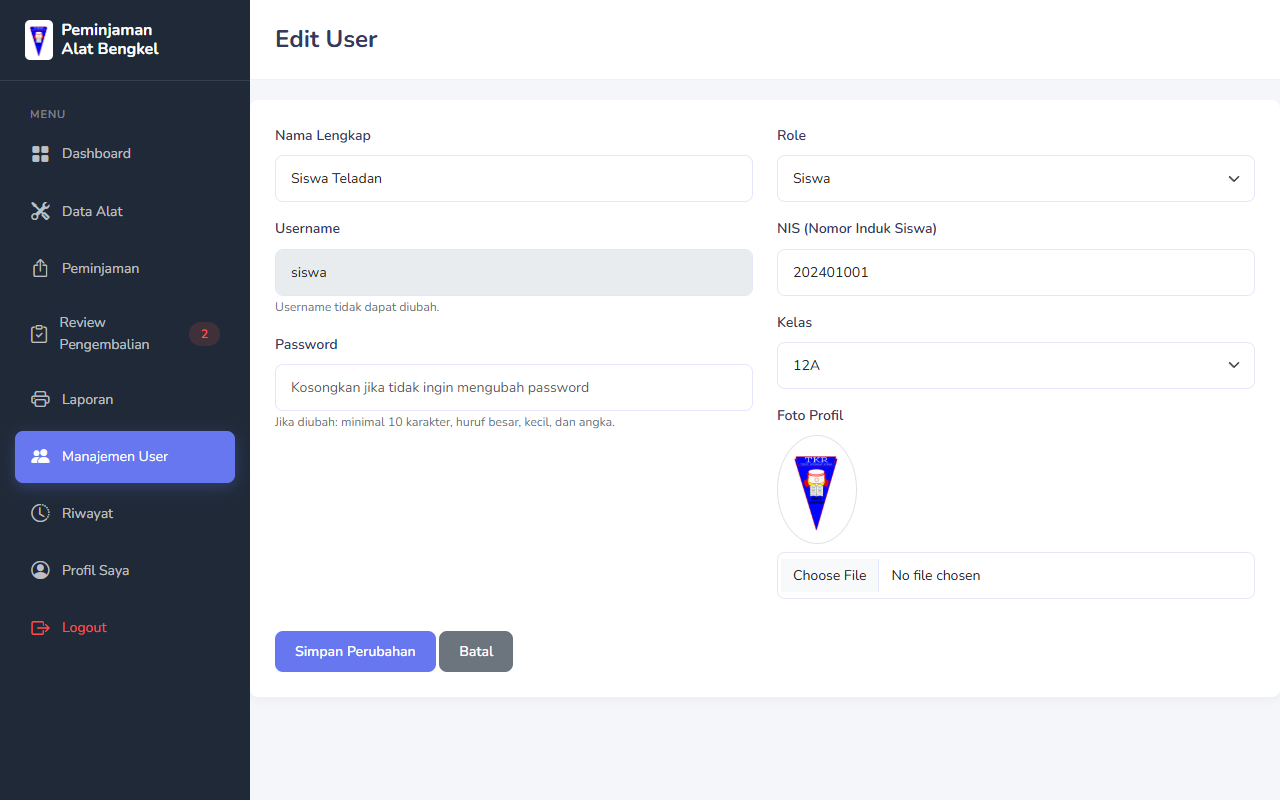 Peminjaman
Alat Bengkel
MENU
Dashboard
Data Alat
Peminjaman
Review
Pengembalian
2
Laporan
Manajemen User
Riwayat
Profil Saya
Logout
Edit User
Nama Lengkap
Siswa Teladan
Username
siswa
Username tidak dapat diubah.
Password
Kosongkan jika tidak ingin mengubah password
Jika diubah: minimal 10 karakter, huruf besar, kecil, dan angka.
Role
Siswa
NIS (Nomor Induk Siswa)
202401001
Kelas
12A
Foto Profil
TKR
Choose File No file chosen
Simpan Perubahan
Batal